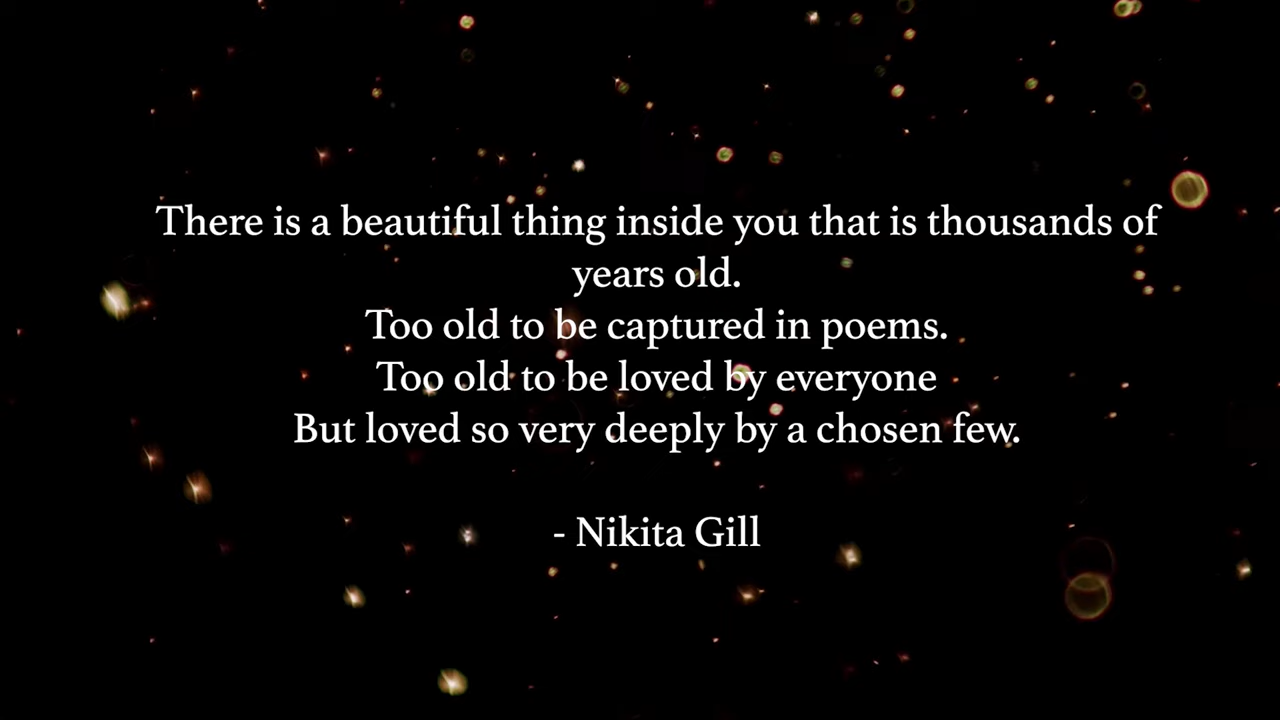 There is a beautiful thing inside you that is thousands of
years old.
Too old to be captured in poems.
Too old to be loved by everyone
But loved so very deeply by a chosen few.
- Nikita Gill